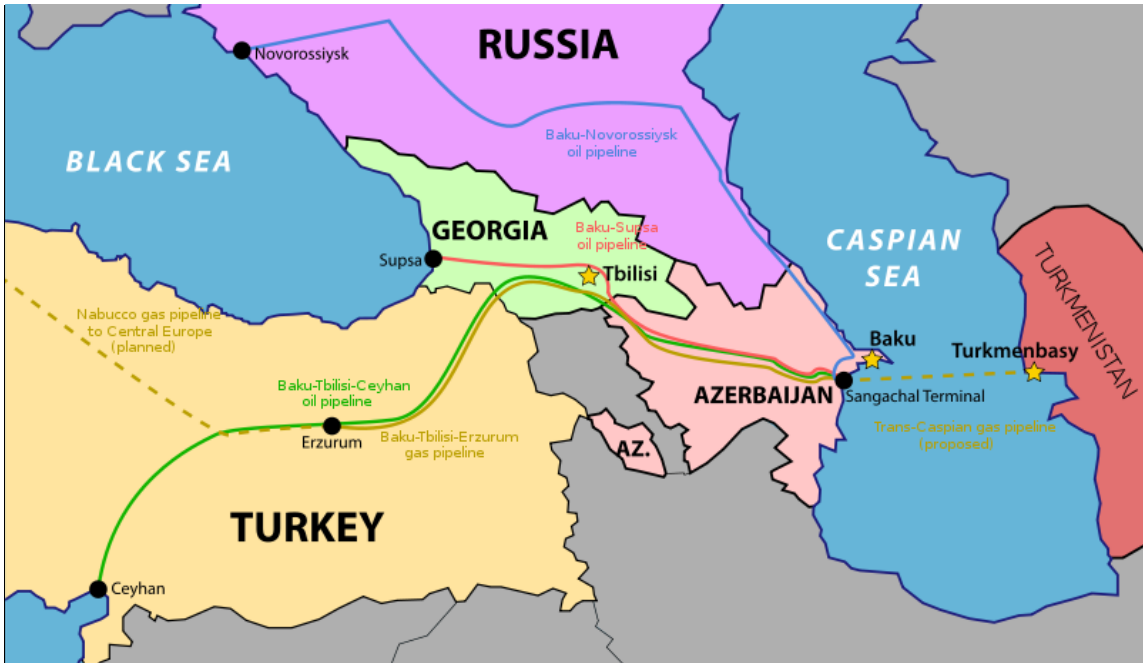 RUSSIA
Novorossiysk
Baku-Novorossiysk
oil pipeline
BLACK SEA
GEORGIA
Baku-Supsa
oil pipeline
CASPIAN
SEA
Supsa
Tbilisi
TURKMENISTAN
Nabucco gas pipeline
to Central Europe
(planned)
Baku
Turkmenbasy
Baku-Tbilisi-Ceyhan
oil pipeline
AZERBAIJAN
Sangachal Terminal
Erzurum
Baku-Tbilisi-Erzurum
gas pipeline
Trans-Caspian gas pipeline
(proposed)
AZ.
TURKEY
Ceyhan